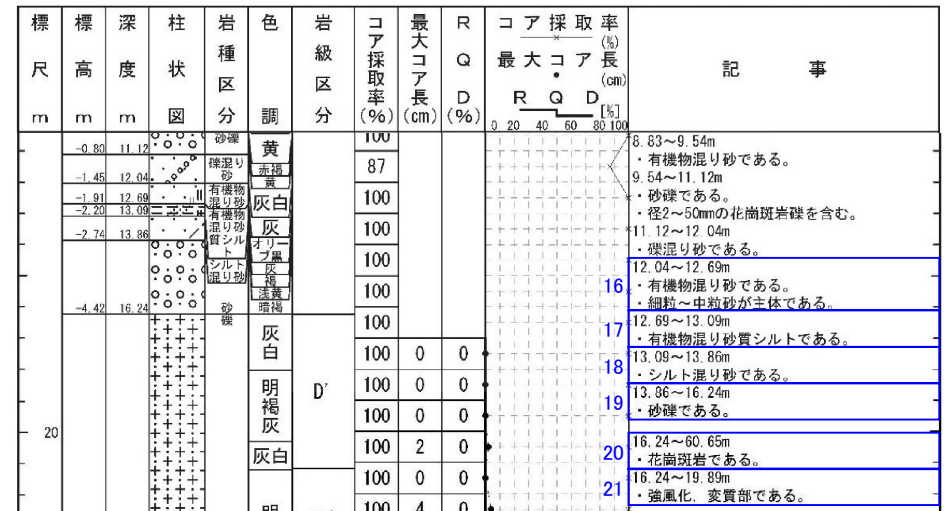 標尺m
標高m
深度m
柱状図
岩種区分
色調
岩級区分
コア採取率(%)
最大コア長(cm)
RQD(%)
コア採取率(%)
最大コア長(cm)
RQD[%]
0 20 40 60 80 100
記事
-0.80 11.12
-1.45 12.04
-1.91 12.69
-2.20 13.09
-2.74 13.86
-4.42 16.24
20
砂礫
礫混り砂
有機物混り砂
有機物混り砂質シルト
シルト混り砂
砂礫
黄
赤褐
黄
灰白
灰
オリーブ黒
灰
褐
浅黄
暗褐
灰白
明褐灰
灰白
明
D'
100
87
100
100
100
100
100
100 0 0
100 0 0
100 0 0
100 2 0
100 0 0
100 4 0
8.83~9.54m
・有機物混り砂である。
9.54~11.12m
・砂礫である。
・径2~50mmの花崗斑岩礫を含む。
11.12~12.04m
・礫混り砂である。
16
12.04~12.69m
・有機物混り砂である。
・細粒~中粒砂が主体である。
17
12.69~13.09m
・有機物混り砂質シルトである。
18
13.09~13.86m
・シルト混り砂である。
19
13.86~16.24m
・砂礫である。
20
16.24~60.65m
・花崗斑岩である。
21
16.24~19.89m
・強風化、変質部である。